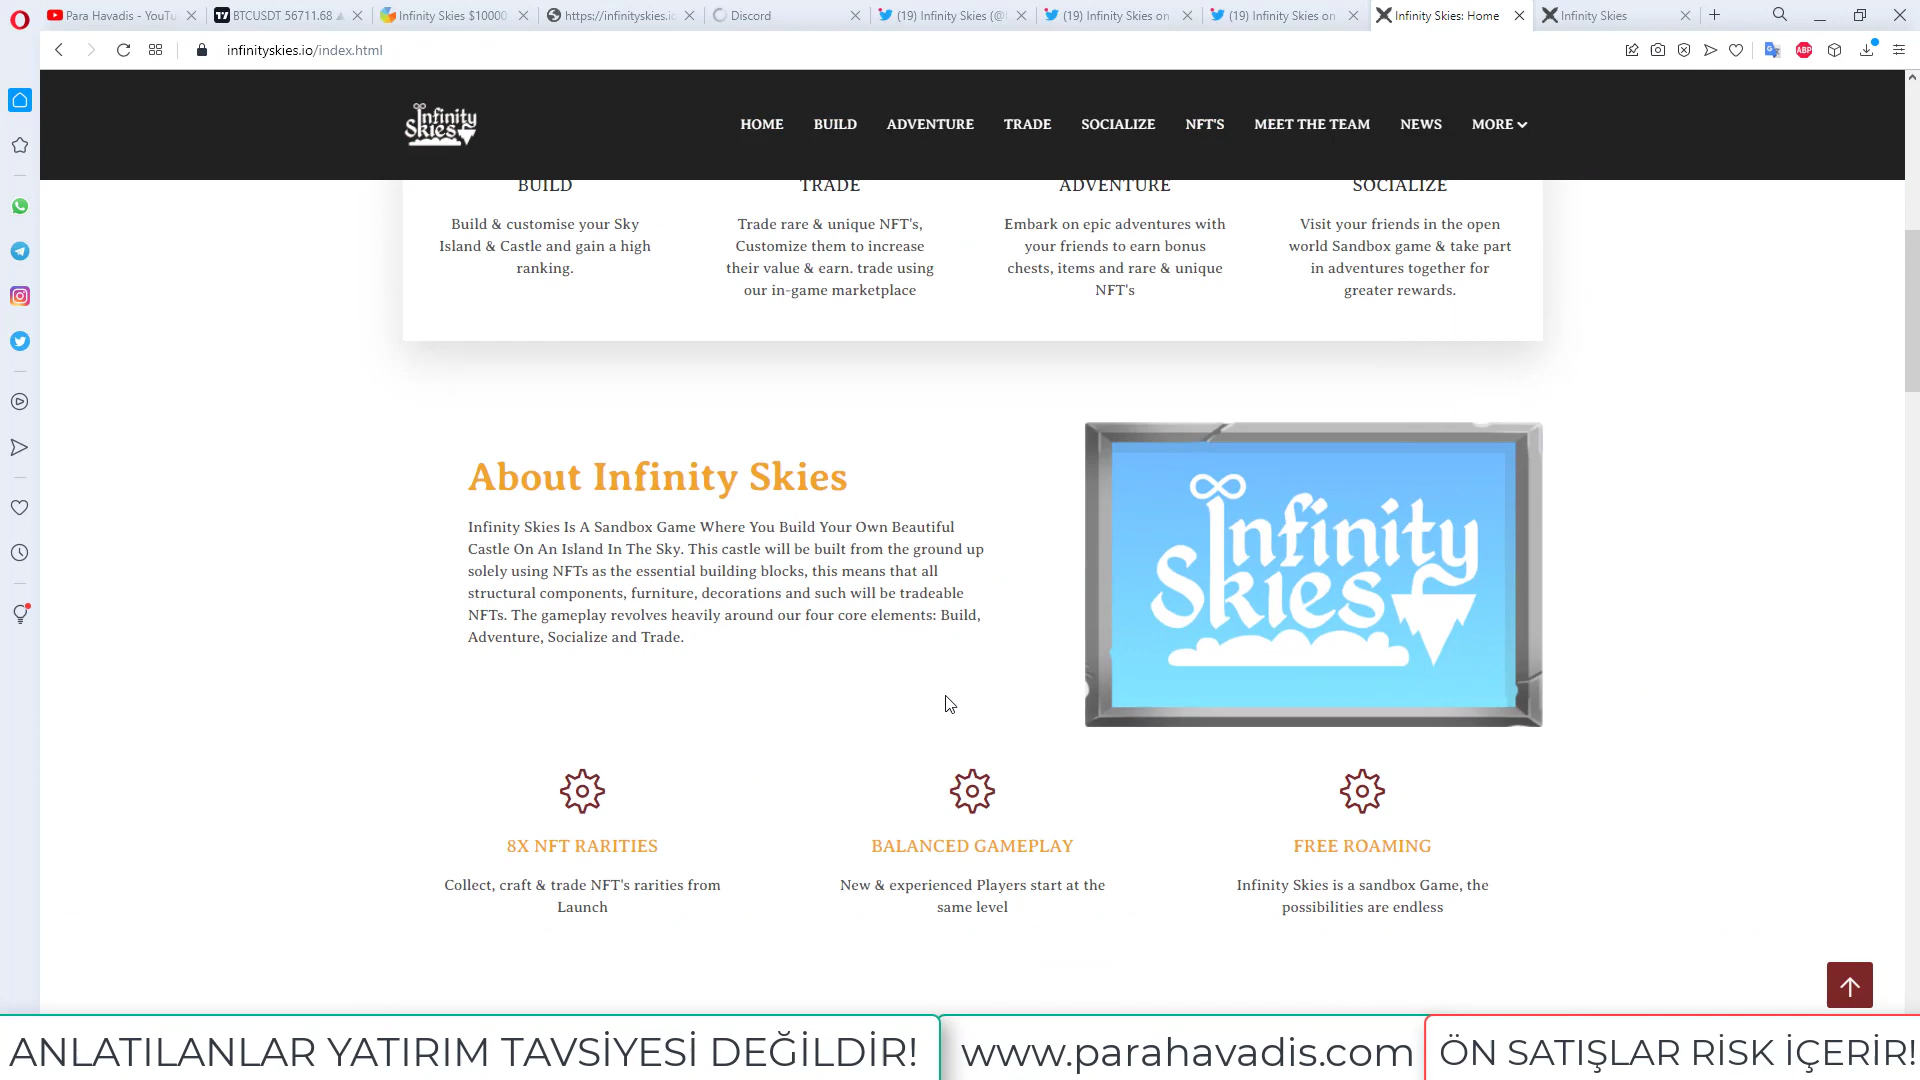 Para Havadis - YouTu
BTCUSDT 56711.68
Infinity Skies $10000
https://infinityskies.io
Discord
(19) Infinity Skies (@
(19) Infinity Skies on
(19) Infinity Skies on
Infinity Skies: Home
Infinity Skies
infinityskies.io/index.html
ABP
Infinity
Skies
HOME
BUILD
ADVENTURE
TRADE
SOCIALIZE
NFT'S
MEET THE TEAM
NEWS
MORE
BUILD
Build & customise your Sky
Island & Castle and gain a high
ranking.
TRADE
Trade rare & unique NFT's,
Customize them to increase
their value & earn. trade using
our in-game marketplace
ADVENTURE
Embark on epic adventures with
your friends to earn bonus
chests, items and rare & unique
NFT's
SOCIALIZE
Visit your friends in the open
world Sandbox game & take part
in adventures together for
greater rewards.
About Infinity Skies
Infinity Skies Is A Sandbox Game Where You Build Your Own Beautiful
Castle On An Island In The Sky. This castle will be built from the ground up
solely using NFTs as the essential building blocks, this means that all
structural components, furniture, decorations and such will be tradeable
NFTs. The gameplay revolves heavily around our four core elements: Build,
Adventure, Socialize and Trade.
Infinity
Skies
8X NFT RARITIES
Collect, craft & trade NFT's rarities from
Launch
BALANCED GAMEPLAY
New & experienced Players start at the
same level
FREE ROAMING
Infinity Skies is a sandbox Game, the
possibilities are endless
ANLATILANLAR YATIRIM TAVSİYESİ DEĞİLDİR!
www.parahavadis.com
ÖN SATIŞLAR RİSK İÇERİR!